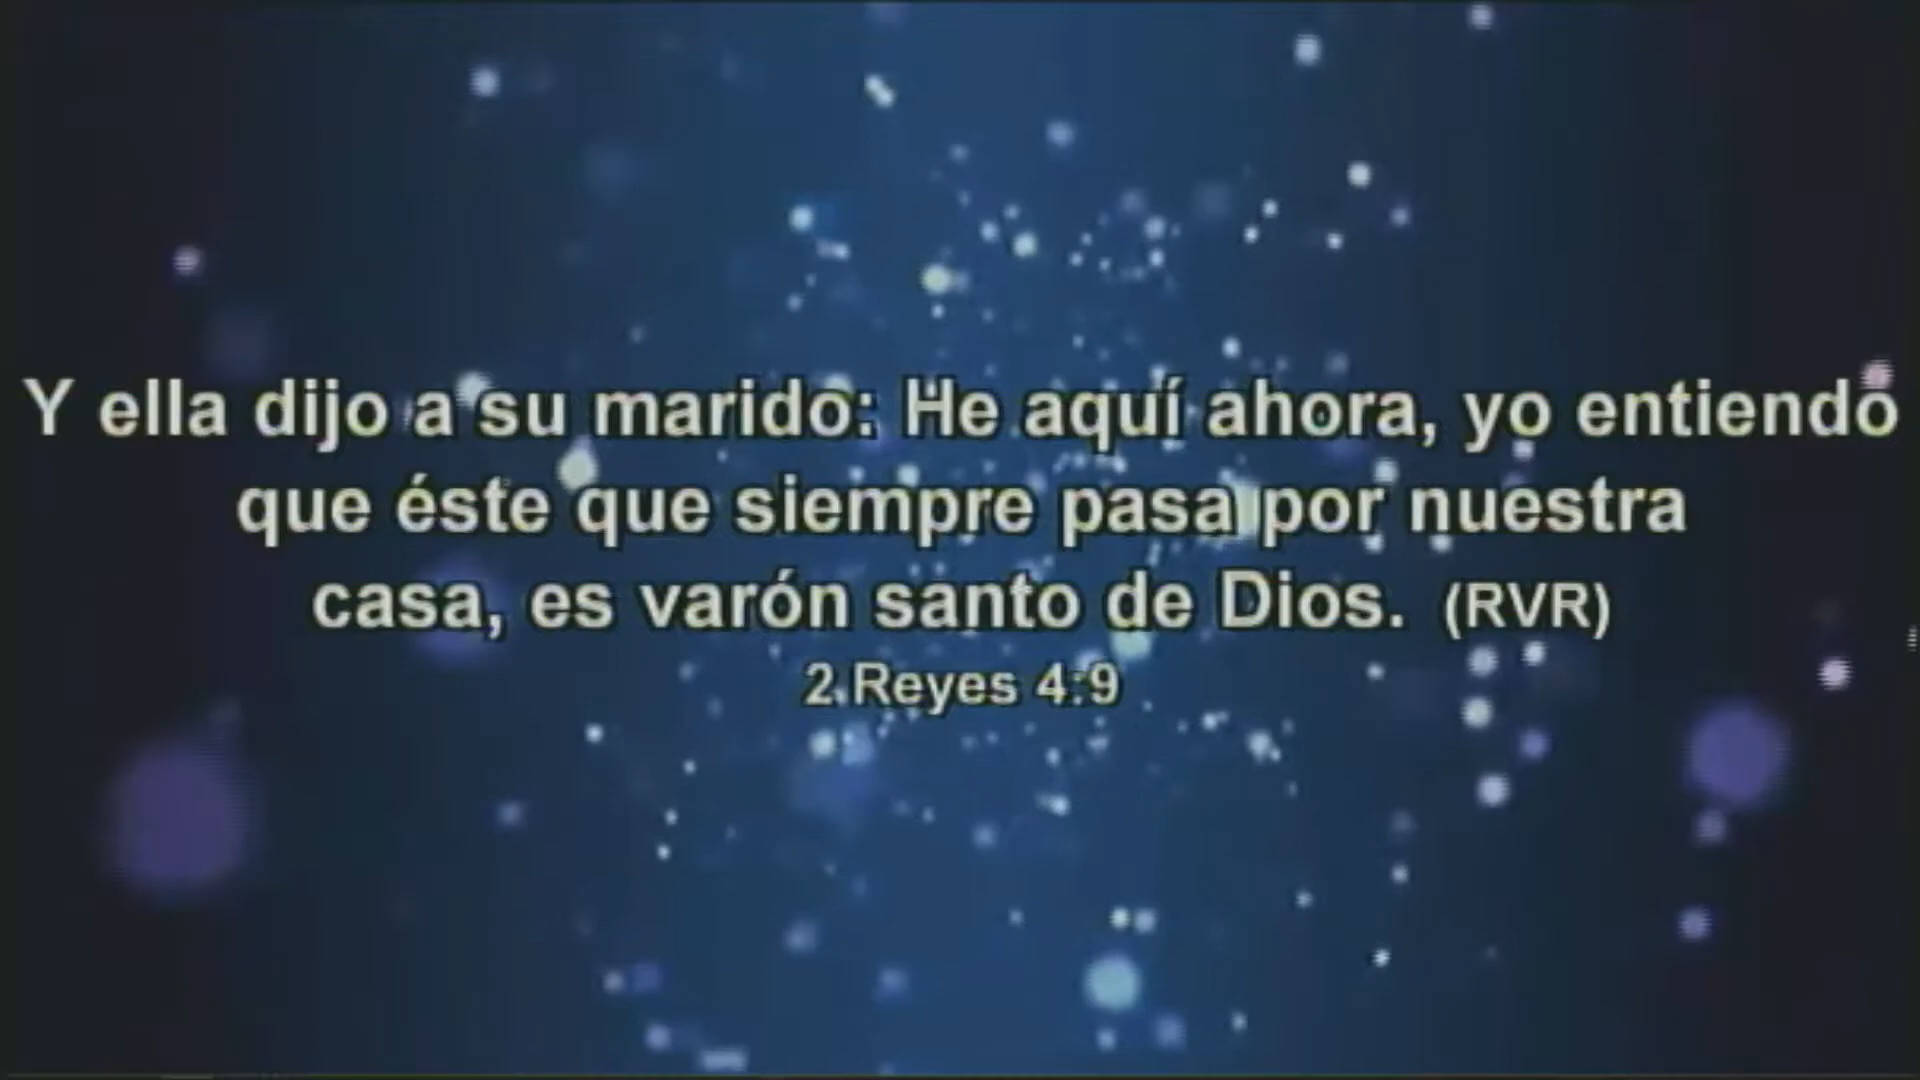 Y ella dijo a su marido: He aquí ahora, yo entiendo
que éste que siempre pasa por nuestra
casa, es varón santo de Dios. (RVR)
2 Reyes 4:9